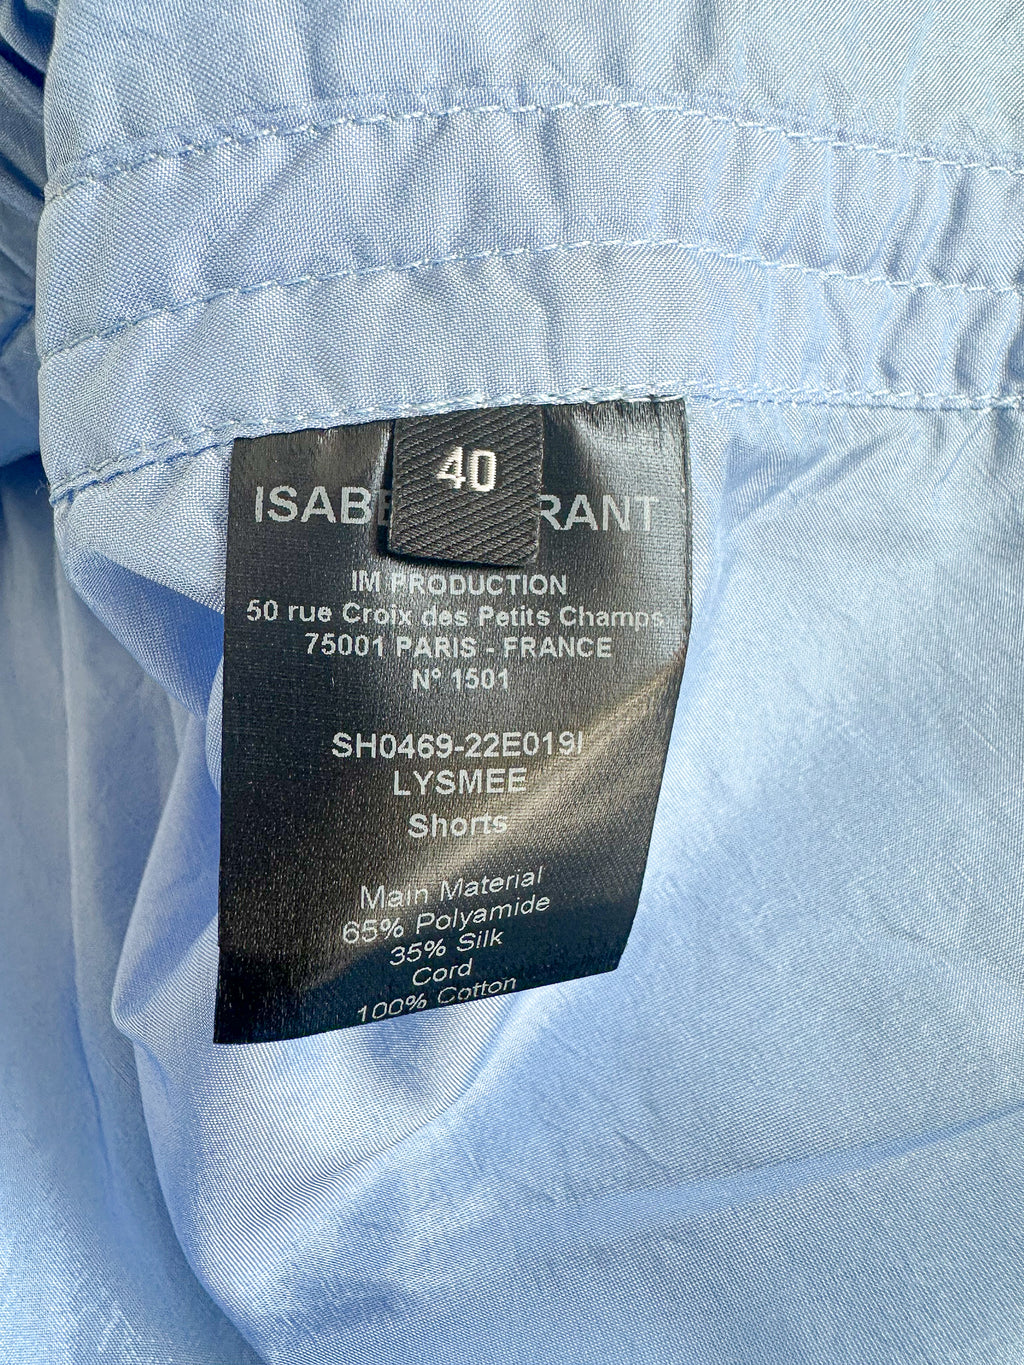 40
ISAB RANT
IM PRODUCTION
50 rue Croix des Petits Champs
75001 PARIS - FRANCE
N° 1501
SH0469-22E019I
LYSMEE
Shorts
Main Material
65% Polyamide
35% Silk
Cord
100% Cotton